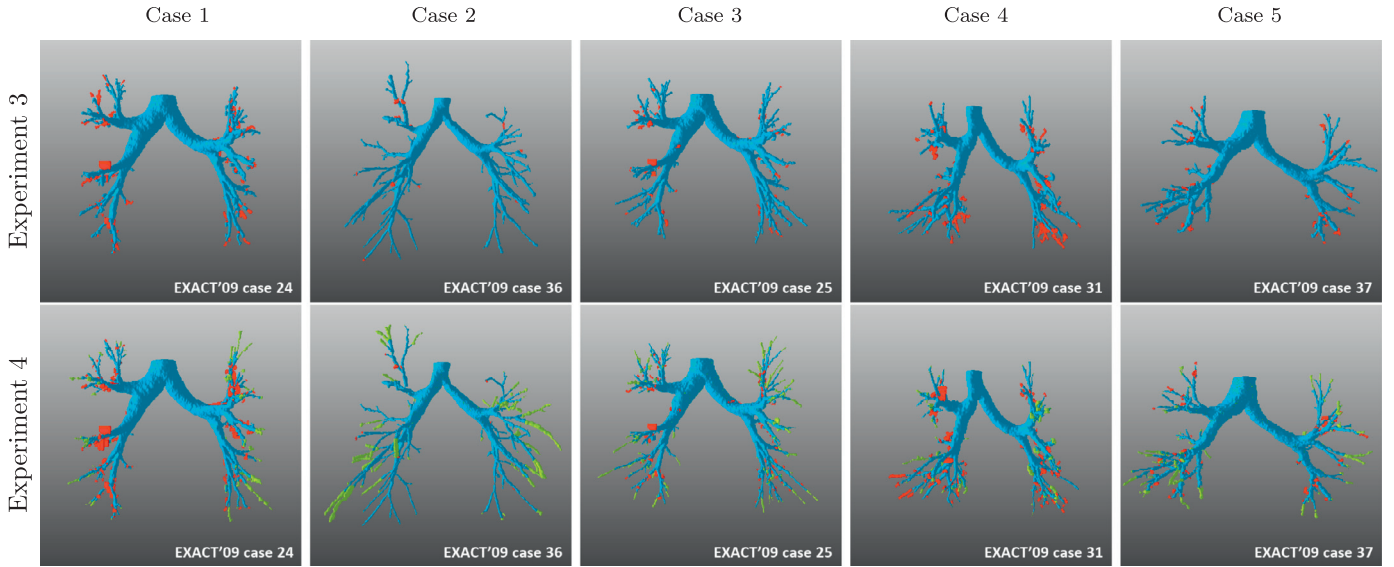 Case 1
Case 2
Case 3
Case 4
Case 5
Experiment 3
EXACT'09 case 24
EXACT'09 case 36
EXACT'09 case 25
EXACT'09 case 31
EXACT'09 case 37
Experiment 4
EXACT'09 case 24
EXACT'09 case 36
EXACT'09 case 25
EXACT'09 case 31
EXACT'09 case 37